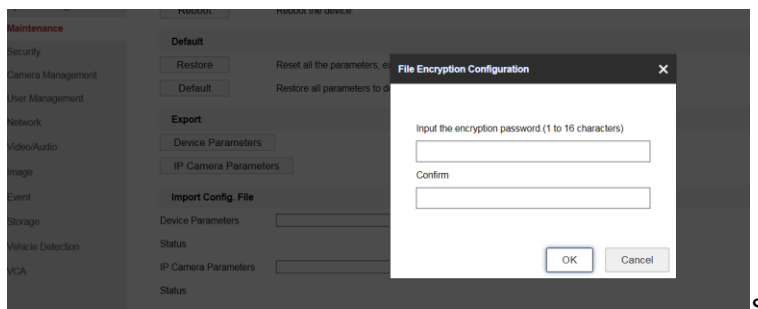 Reboot Reboot the device.
Maintenance
Default
Security
Restore Reset all the parameters, e
File Encryption Configuration
Camera Management
Default Restore all parameters to d
User Management
Network
Export
Input the encryption password.(1 to 16 characters)
Video/Audio
Device Parameters
Image
IP Camera Parameters
Confirm
Event
Import Config. File
Storage
Device Parameters
Vehicle Detection
Status
OK Cancel
VCA
IP Camera Parameters
Status